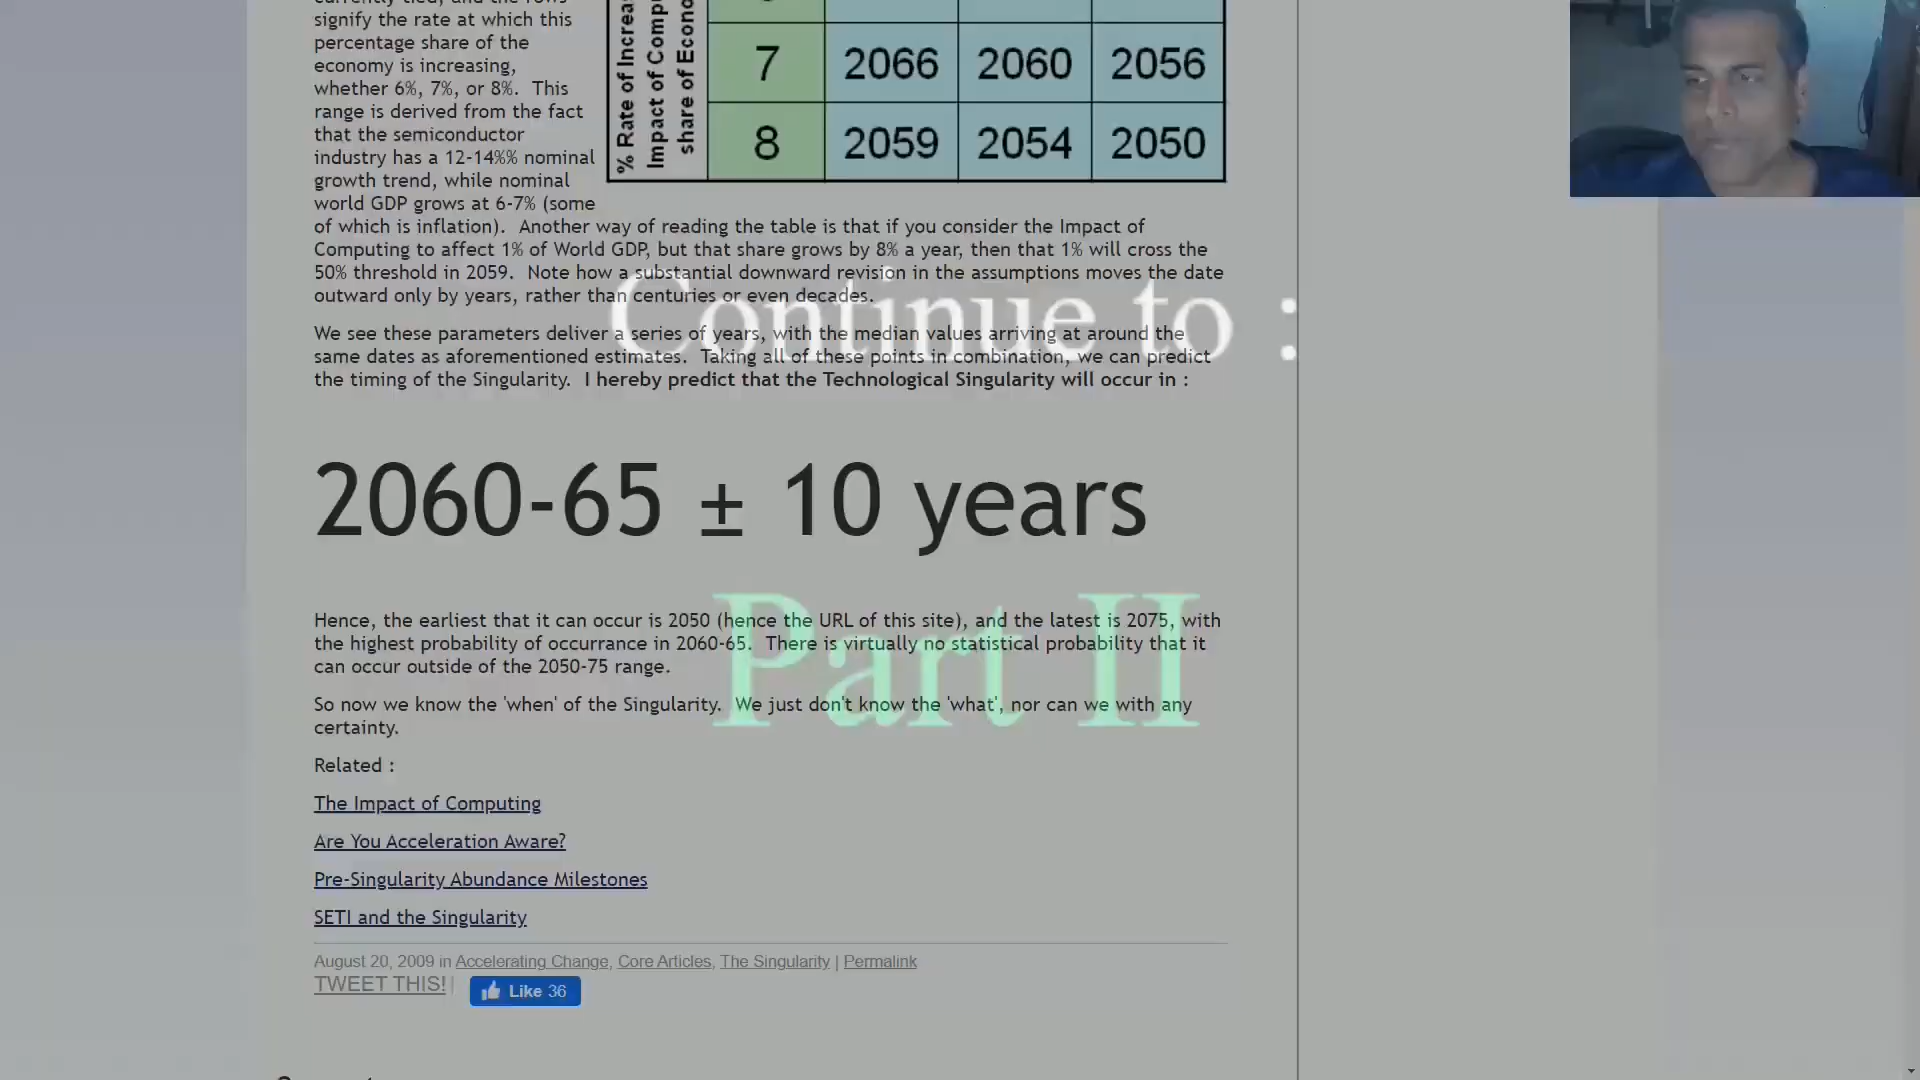 signify the rate at which this
percentage share of the
economy is increasing,
whether 6%, 7%, or 8%.  This
range is derived from the fact
that the semiconductor
industry has a 12-14%% nominal
growth trend, while nominal
world GDP grows at 6-7% (some
of which is inflation).  Another way of reading the table is that if you consider the Impact of
Computing to affect 1% of World GDP, but that share grows by 8% a year, then that 1% will cross the
50% threshold in 2059.  Note how a substantial downward revision in the assumptions moves the date
outward only by years, rather than centuries or even decades.
% Rate of
Impact of
share of
7 2066 2060 2056
8 2059 2054 2050
Continue to :
We see these parameters deliver a series of years, with the median values arriving at around the
same dates as aforementioned estimates.  Taking all of these points in combination, we can predict
the timing of the Singularity.  I hereby predict that the Technological Singularity will occur in :
2060-65 ± 10 years
Part II
Hence, the earliest that it can occur is 2050 (hence the URL of this site), and the latest is 2075, with
the highest probability of occurrance in 2060-65.  There is virtually no statistical probability that it
can occur outside of the 2050-75 range.
So now we know the 'when' of the Singularity.  We just don't know the 'what', nor can we with any
certainty.
Related :
The Impact of Computing
Are You Acceleration Aware?
Pre-Singularity Abundance Milestones
SETI and the Singularity
August 20, 2009 in Accelerating Change, Core Articles, The Singularity | Permalink
TWEET THIS!
Like 36